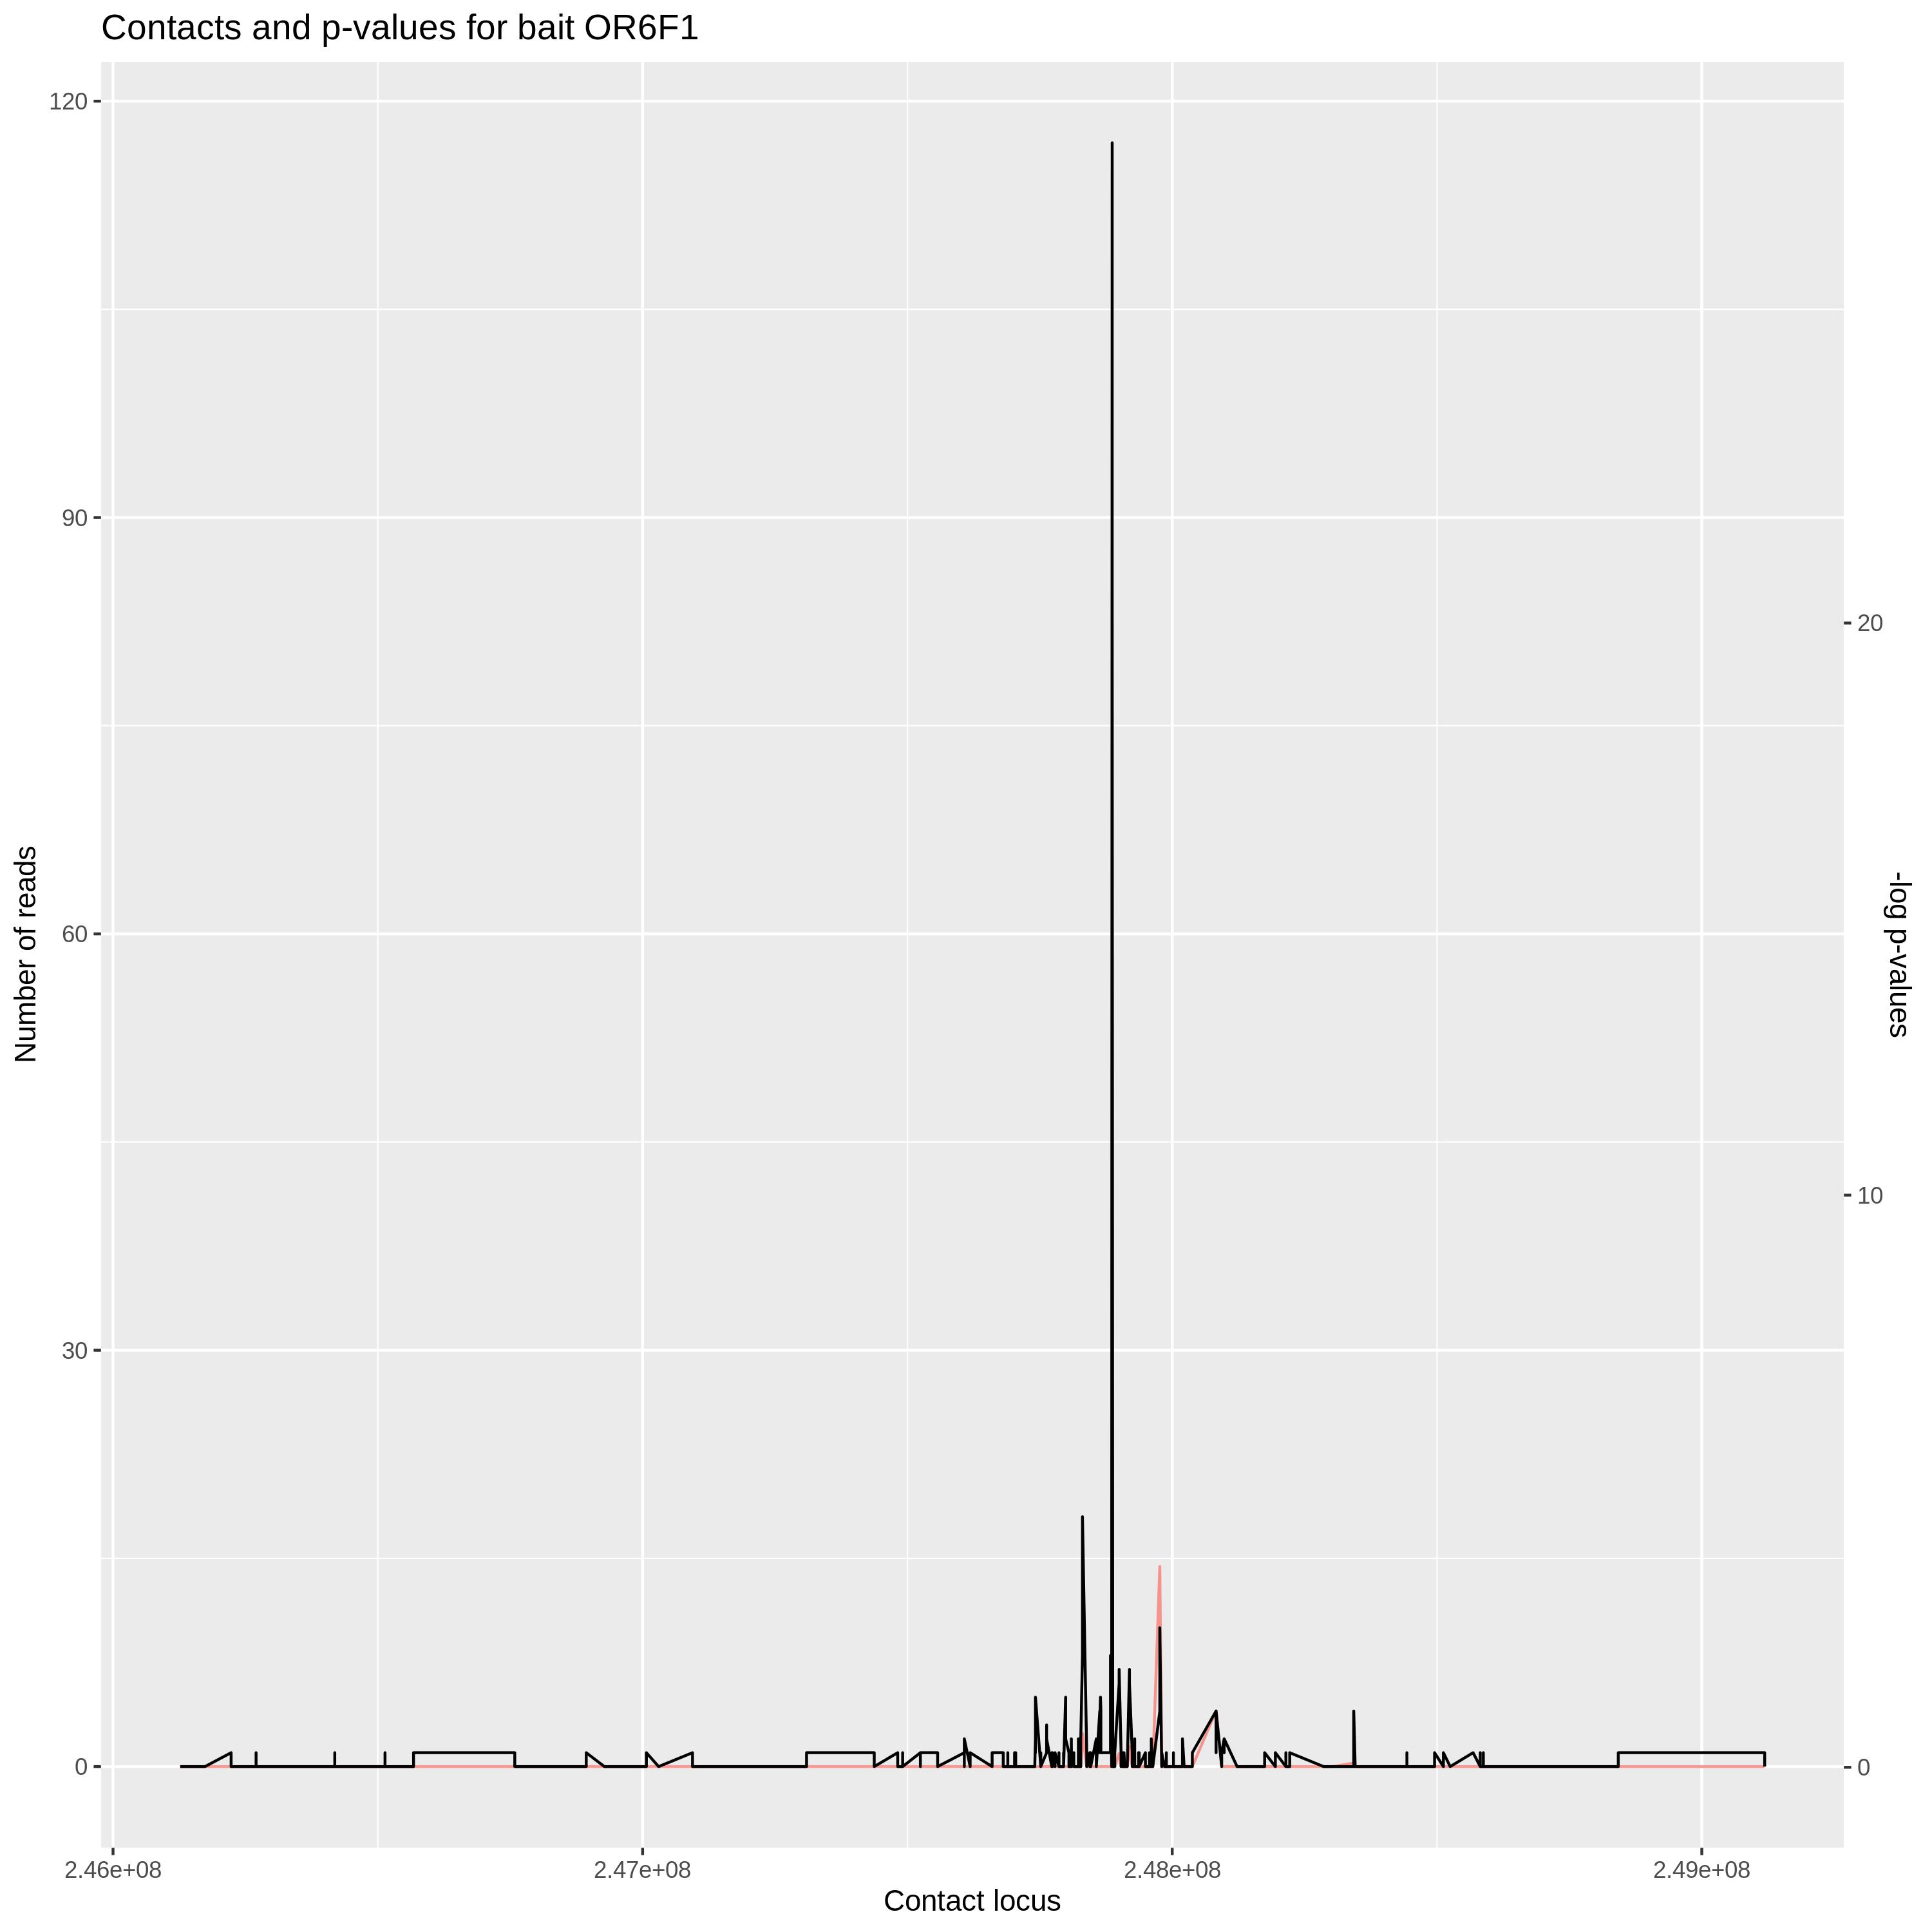 Contacts and p-values for bait OR6F1
120
90
60
30
0
Number of reads
20
10
0
-log p-values
2.46e+08
2.47e+08
2.48e+08
2.49e+08
Contact locus